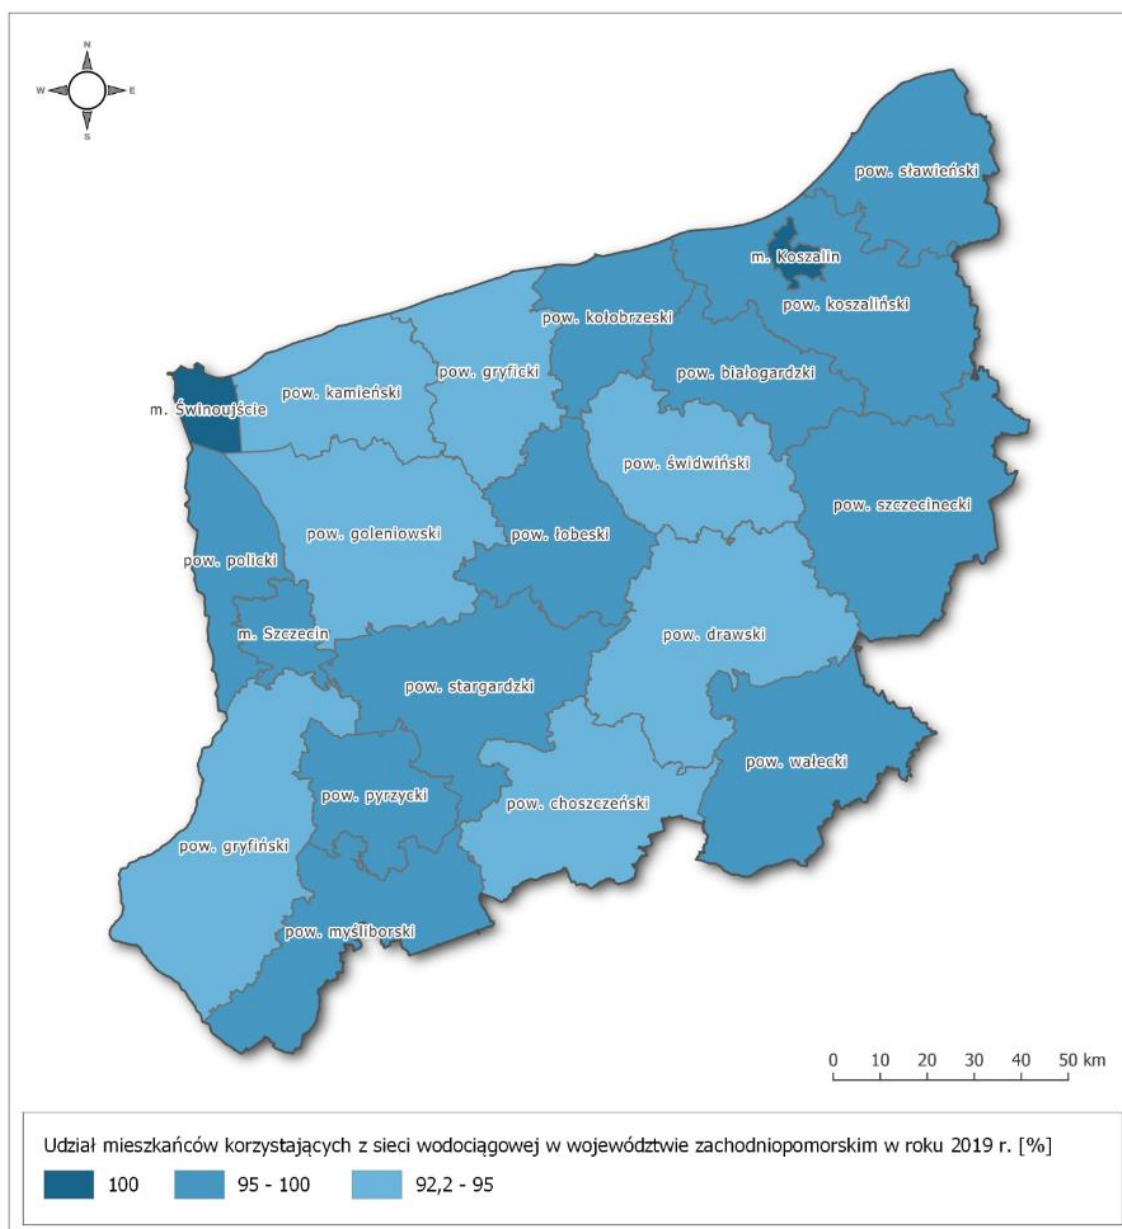 N
W E
S
pow. sławieński
m. Koszalin
pow. koszaliński
pow. kołobrzeski
pow. gryficki
pow. białogardzki
pow. kamieński
m. Świnoujście
pow. świdwiński
pow. szczecinecki
pow. goleniowski
pow. łobeski
pow. policki
m. Szczecin
pow. drawski
pow. stargardzki
pow. wałecki
pow. pyrzycki
pow. choszczeński
pow. gryfiński
pow. myśliborski
0 10 20 30 40 50 km
Udział mieszkańców korzystających z sieci wodociągowej w województwie zachodniopomorskim w roku 2019 r. [%]
100 95 - 100 92,2 - 95